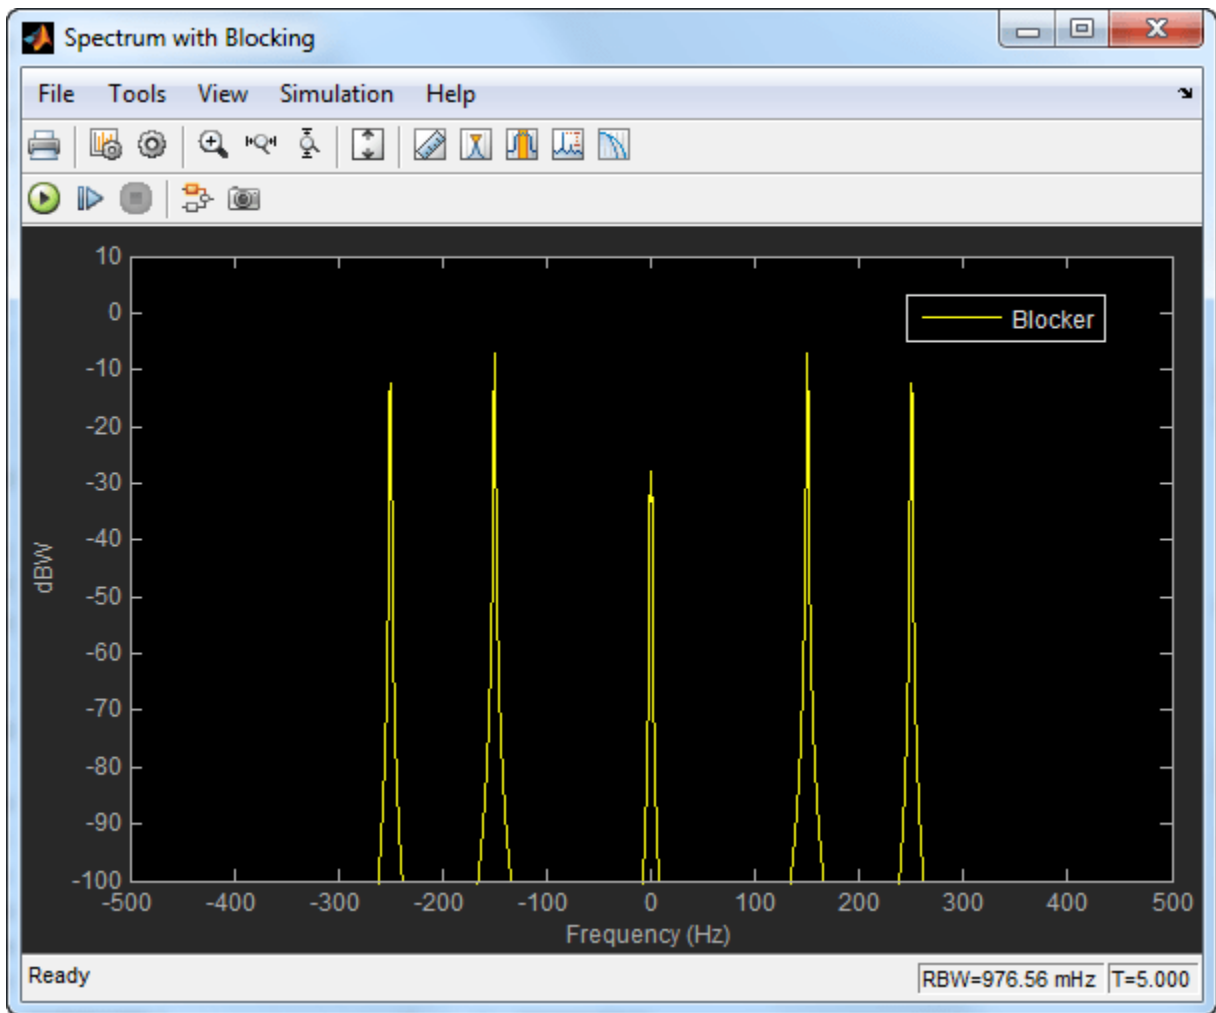 Spectrum with Blocking
File Tools View Simulation Help
10
0
-10
-20
-30
-40
-50
-60
-70
-80
-90
-100
dBW
Blocker
-500 -400 -300 -200 -100 0 100 200 300 400 500
Frequency (Hz)
Ready
RBW=976.56 mHz T=5.000